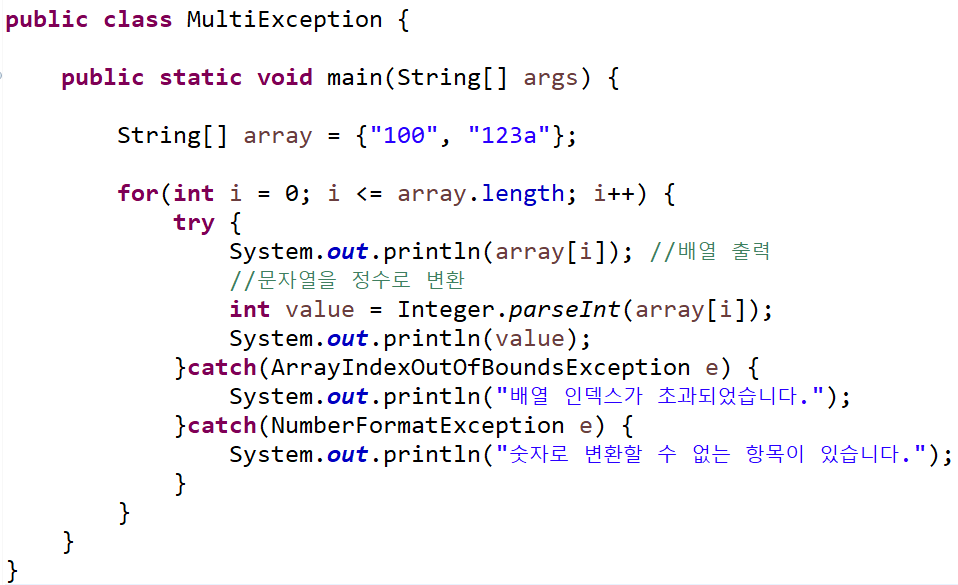 public class MultiException {
public static void main(String[] args) {
String[] array = {"100", "123a"};
for(int i = 0; i <= array.length; i++) {
try {
System.out.println(array[i]); //배열 출력
//문자열을 정수로 변환
int value = Integer.parseInt(array[i]);
System.out.println(value);
}catch(ArrayIndexOutOfBoundsException e) {
System.out.println("배열 인덱스가 초과되었습니다.");
}catch(NumberFormatException e) {
System.out.println("숫자로 변환할 수 없는 항목이 있습니다.");
}
}
}
}